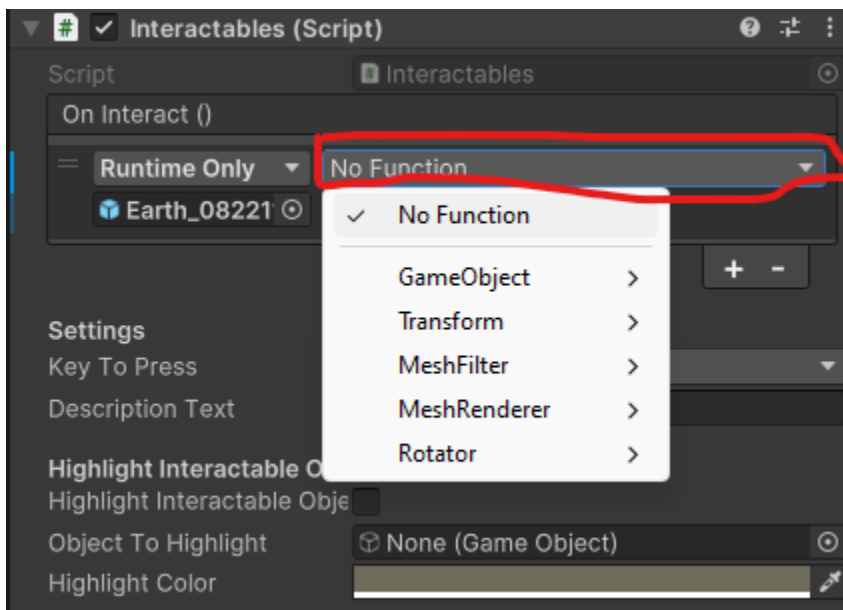 Interactables (Script)
Script Interactables
On Interact ()
Runtime Only No Function
Earth_08221
No Function
GameObject
Transform
MeshFilter
MeshRenderer
Rotator
Settings
Key To Press
Description Text
Highlight Interactable O
Highlight Interactable Obje
Object To Highlight None (Game Object)
Highlight Color